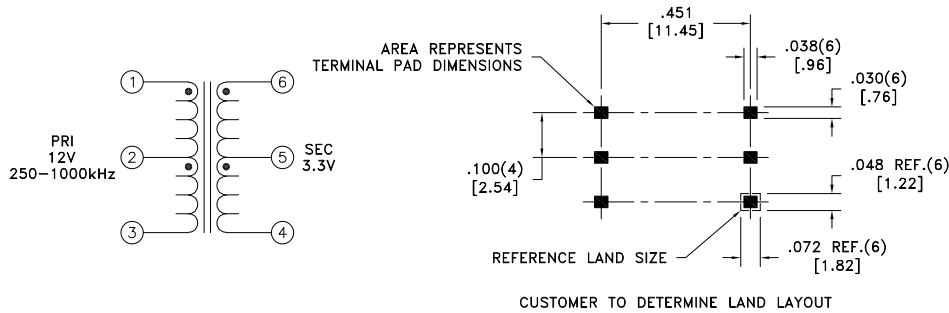 1
2
3
6
5
4
PRI
12V
250-1000kHz
SEC
3.3V
.451
[11.45]
AREA REPRESENTS
TERMINAL PAD DIMENSIONS
.038(6)
[.96]
.030(6)
[.76]
.100(4)
[2.54]
.048 REF.(6)
[1.22]
REFERENCE LAND SIZE
.072 REF.(6)
[1.82]
CUSTOMER TO DETERMINE LAND LAYOUT